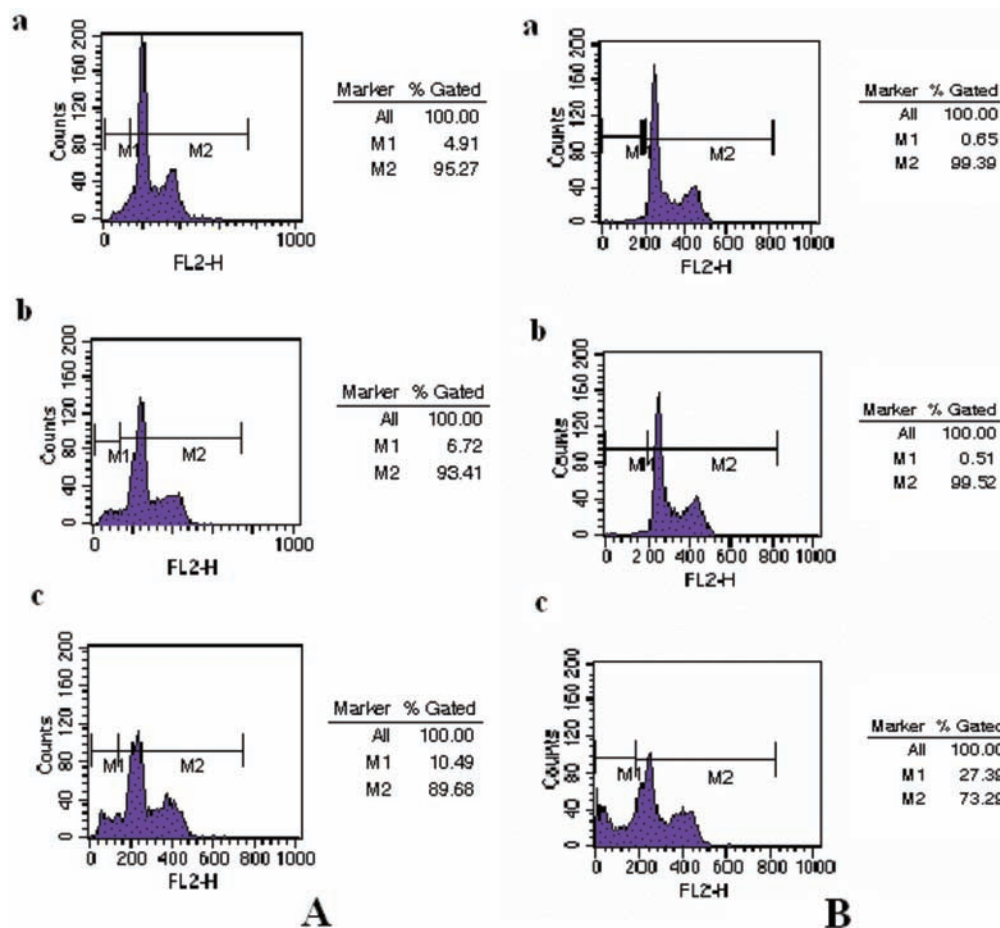 a
200
160
120
80
40
0
Counts
M1 M2
0 1000
FL2-H
Marker % Gated
All 100.00
M1 4.91
M2 95.27
b
200
160
120
80
40
0
Counts
M1 M2
0 1000
FL2-H
Marker % Gated
All 100.00
M1 6.72
M2 93.41
c
200
160
120
80
40
0
Counts
M1 M2
0 200 400 600 800 1000
FL2-H
Marker % Gated
All 100.00
M1 10.49
M2 89.68
A
a
200
160
120
80
40
0
Counts
M1 M2
0 200 400 600 800 1000
FL2-H
Marker % Gated
All 100.00
M1 0.65
M2 99.39
b
200
160
120
80
40
0
Counts
M1 M2
0 200 400 600 800 1000
FL2-H
Marker % Gated
All 100.00
M1 0.51
M2 99.52
c
200
160
120
80
40
0
Counts
M1 M2
0 200 400 600 800 1000
FL2-H
Marker % Gated
All 100.00
M1 27.39
M2 73.29
B